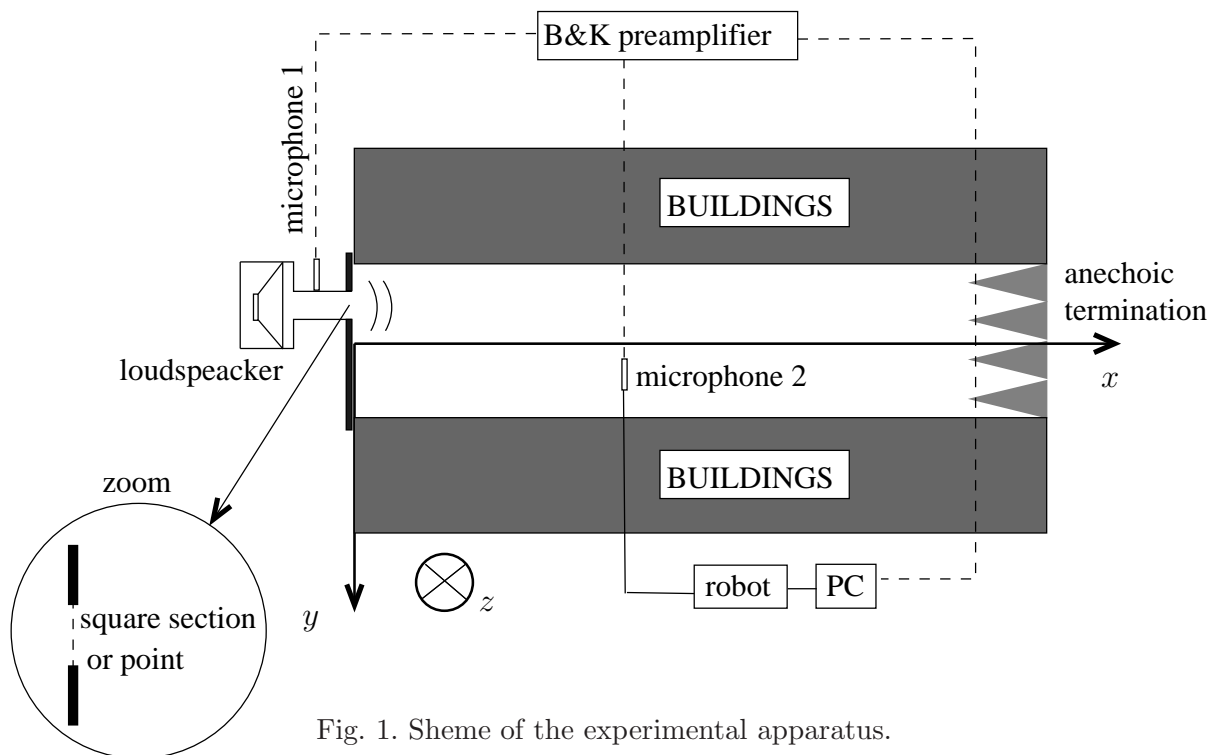 B&K preamplifier
microphone 1
BUILDINGS
anechoic
termination
loudspeacker
microphone 2
x
BUILDINGS
zoom
robot
PC
y
z
square section
or point
Fig. 1. Sheme of the experimental apparatus.